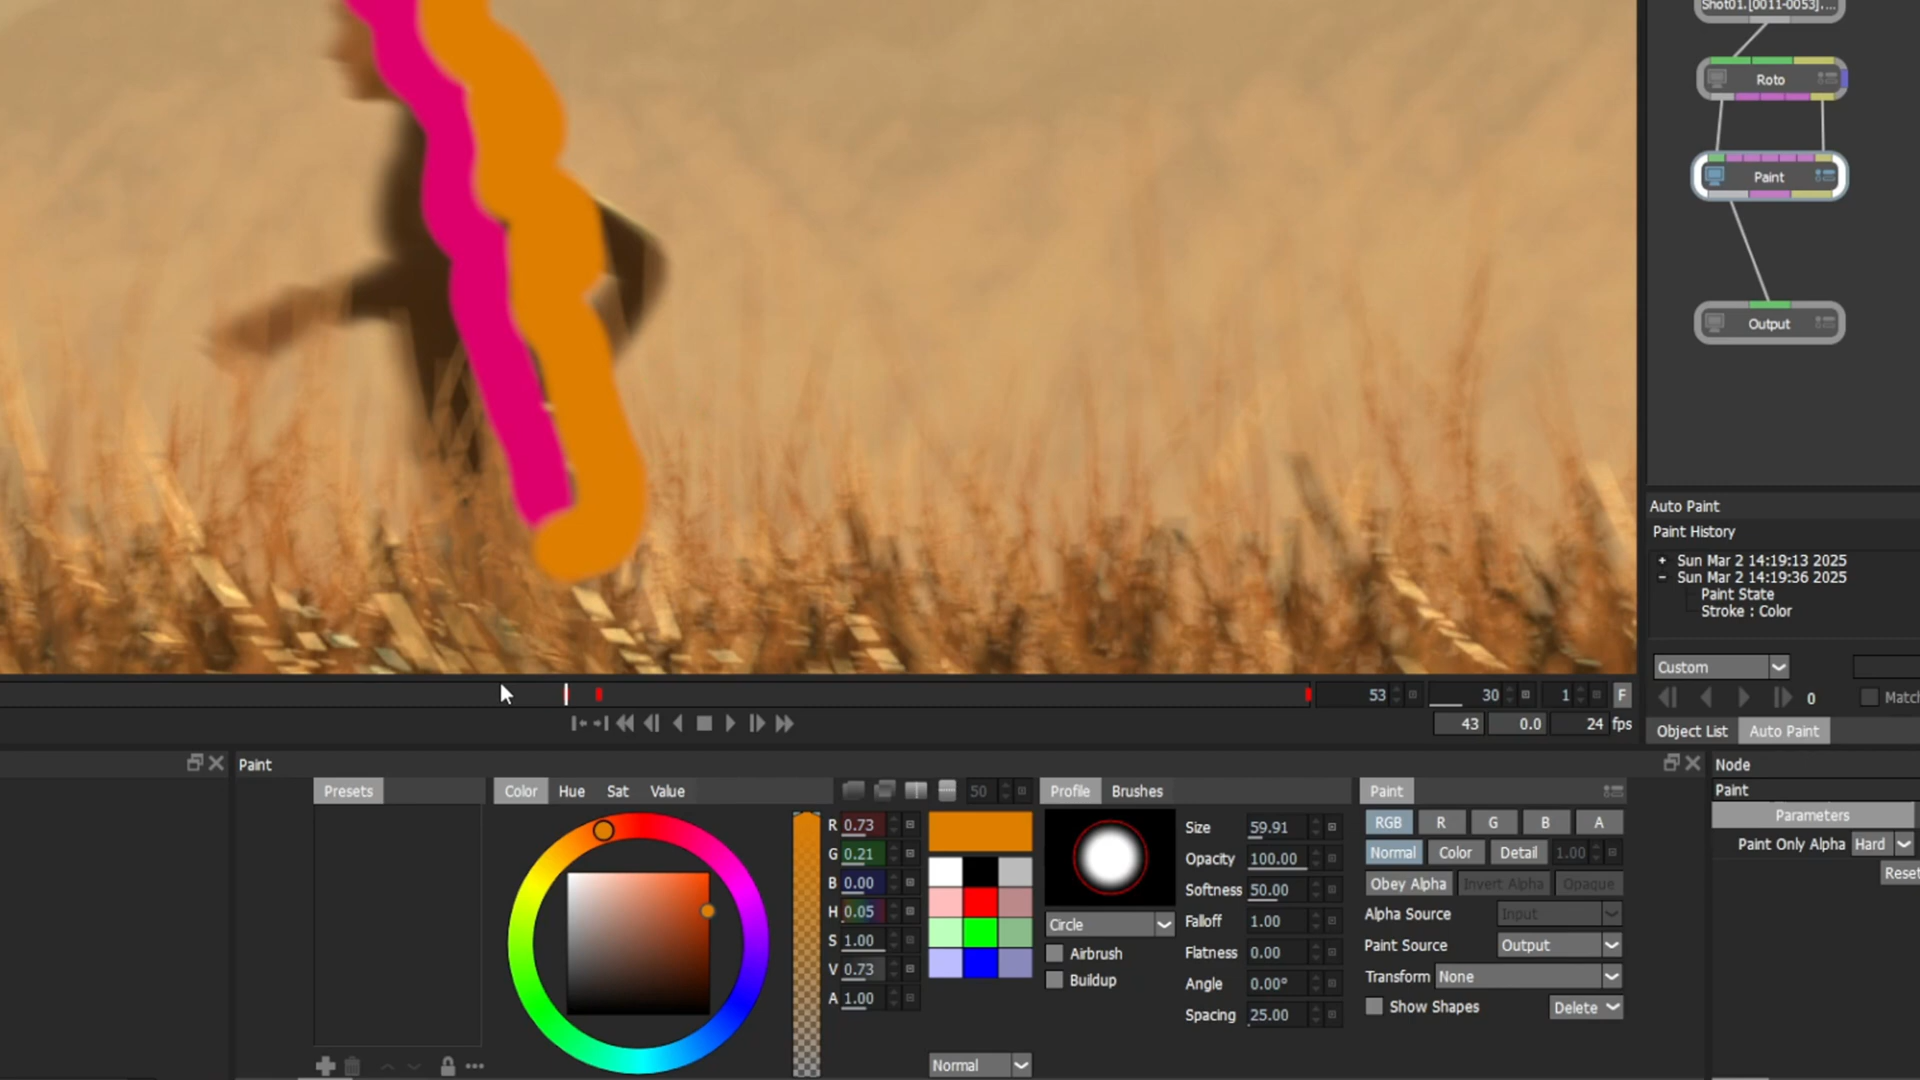 Shot01.[0011-0053]....
Roto
Paint
Output
Auto Paint
Paint History
+ Sun Mar 2 14:19:13 2025
- Sun Mar 2 14:19:36 2025
Paint State
Stroke : Color
Custom
0
Match
Object List
Auto Paint
53
30
1
F
43
0.0
24 fps
Paint
Presets
Color
Hue
Sat
Value
50
R 0.73
G 0.21
B 0.00
H 0.05
S 1.00
V 0.73
A 1.00
Normal
Profile
Brushes
Circle
Airbrush
Buildup
Size 59.91
Opacity 100.00
Softness 50.00
Falloff 1.00
Flatness 0.00
Angle 0.00°
Spacing 25.00
Paint
RGB R G B A
Normal Color Detail 1.00
Obey Alpha Invert Alpha Opaque
Alpha Source Input
Paint Source Output
Transform None
Show Shapes Delete
Node
Paint
Parameters
Paint Only Alpha Hard
Reset